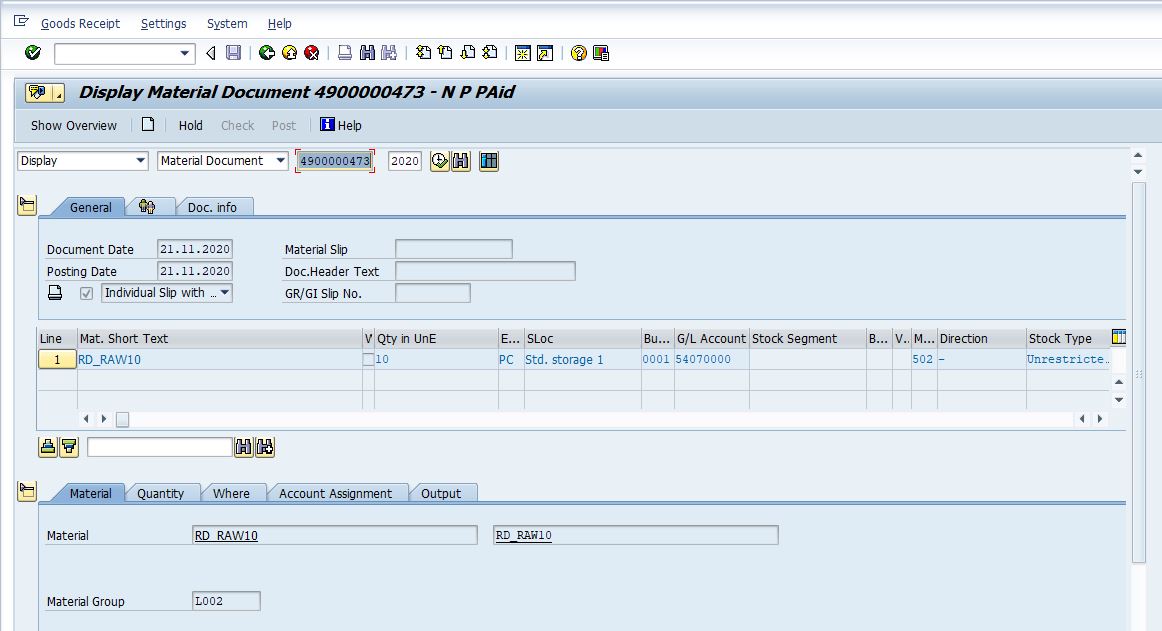 Goods Receipt Settings System Help
Display Material Document 4900000473 - N P PAid
Show Overview Hold Check Post Help
Display Material Document 4900000473 2020
General Doc. info
Document Date 21.11.2020 Material Slip
Posting Date 21.11.2020 Doc.Header Text
Individual Slip with ... GR/GI Slip No.
Line Mat. Short Text V Qty in UnE E... SLoc Bu... G/L Account Stock Segment B... V.. M... Direction Stock Type
1 RD_RAW10 10 PC Std. storage 1 0001 54070000 502 - Unrestricte…
Material Quantity Where Account Assignment Output
Material RD_RAW10 RD_RAW10
Material Group L002